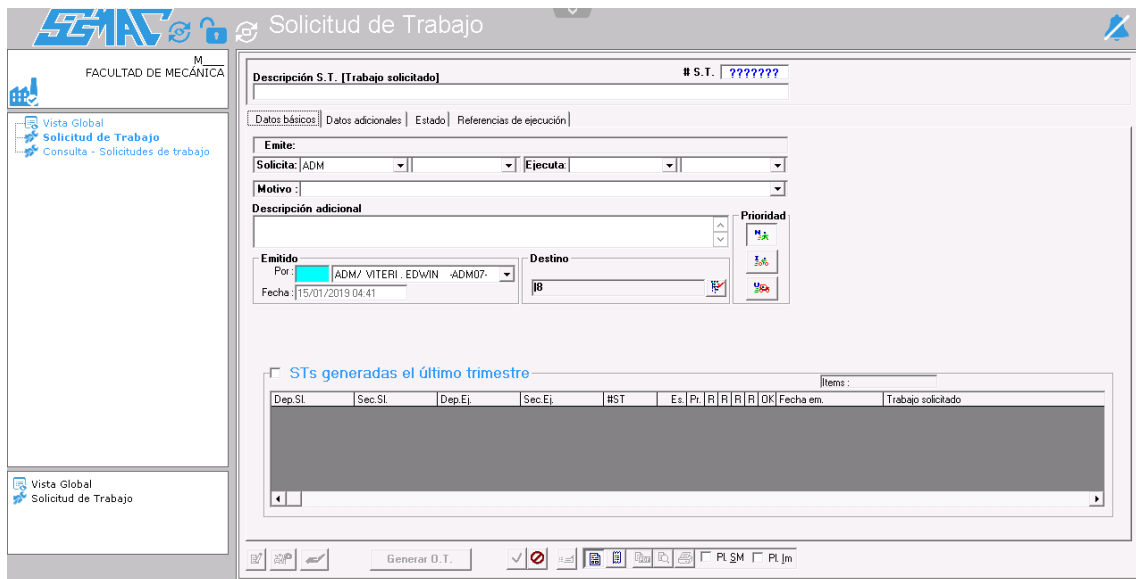 SGMAC Solicitud de Trabajo
M___
FACULTAD DE MECÁNICA
Vista Global
Solicitud de Trabajo
Consulta - Solicitudes de trabajo
Vista Global
Solicitud de Trabajo
Descripción S.T. [Trabajo solicitado] # S.T. ???????
Datos básicos Datos adicionales Estado Referencias de ejecución
Emite:
Solicita: ADM Ejecuta:
Motivo :
Descripción adicional Prioridad
N
Emitido Destino
Por : ADM/ VITERI . EDWIN -ADM07-
I8
Fecha : 15/01/2019 04:41
STs generadas el último trimestre
Items :
Dep.Sl. Sec.Sl. Dep.Ej. Sec.Ej. #ST Es. Pr. R R R R OK Fecha em. Trabajo solicitado
Generar O.T. Pl. SM Pl. Im